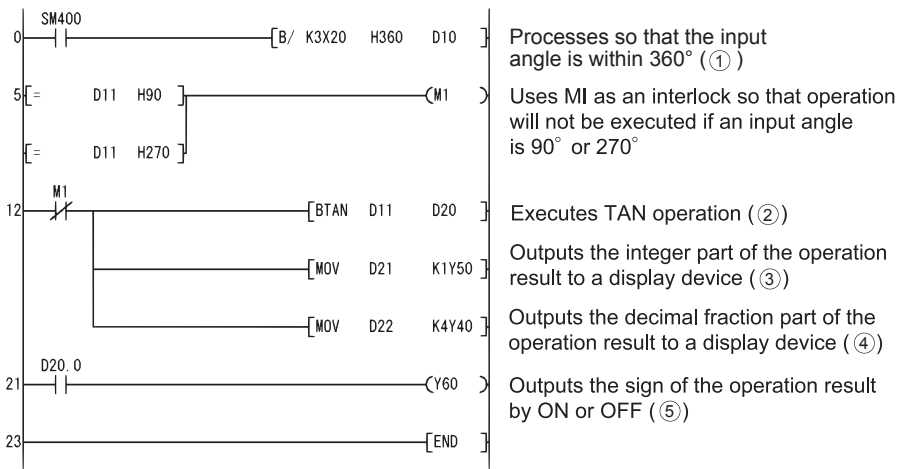 SM400
0 [B/ K3X20 H360 D10 ] Processes so that the input
angle is within 360° (①)
5 [= D11 H90 ] (M1 ) Uses MI as an interlock so that operation
will not be executed if an input angle
[= D11 H270 ] is 90° or 270°
M1
12 [BTAN D11 D20 ] Executes TAN operation (②)
Outputs the integer part of the operation
[MOV D21 K1Y50 ] result to a display device (③)
Outputs the decimal fraction part of the
[MOV D22 K4Y40 ] operation result to a display device (④)
D20.0
21 (Y60 ) Outputs the sign of the operation result
by ON or OFF (⑤)
23 [END ]